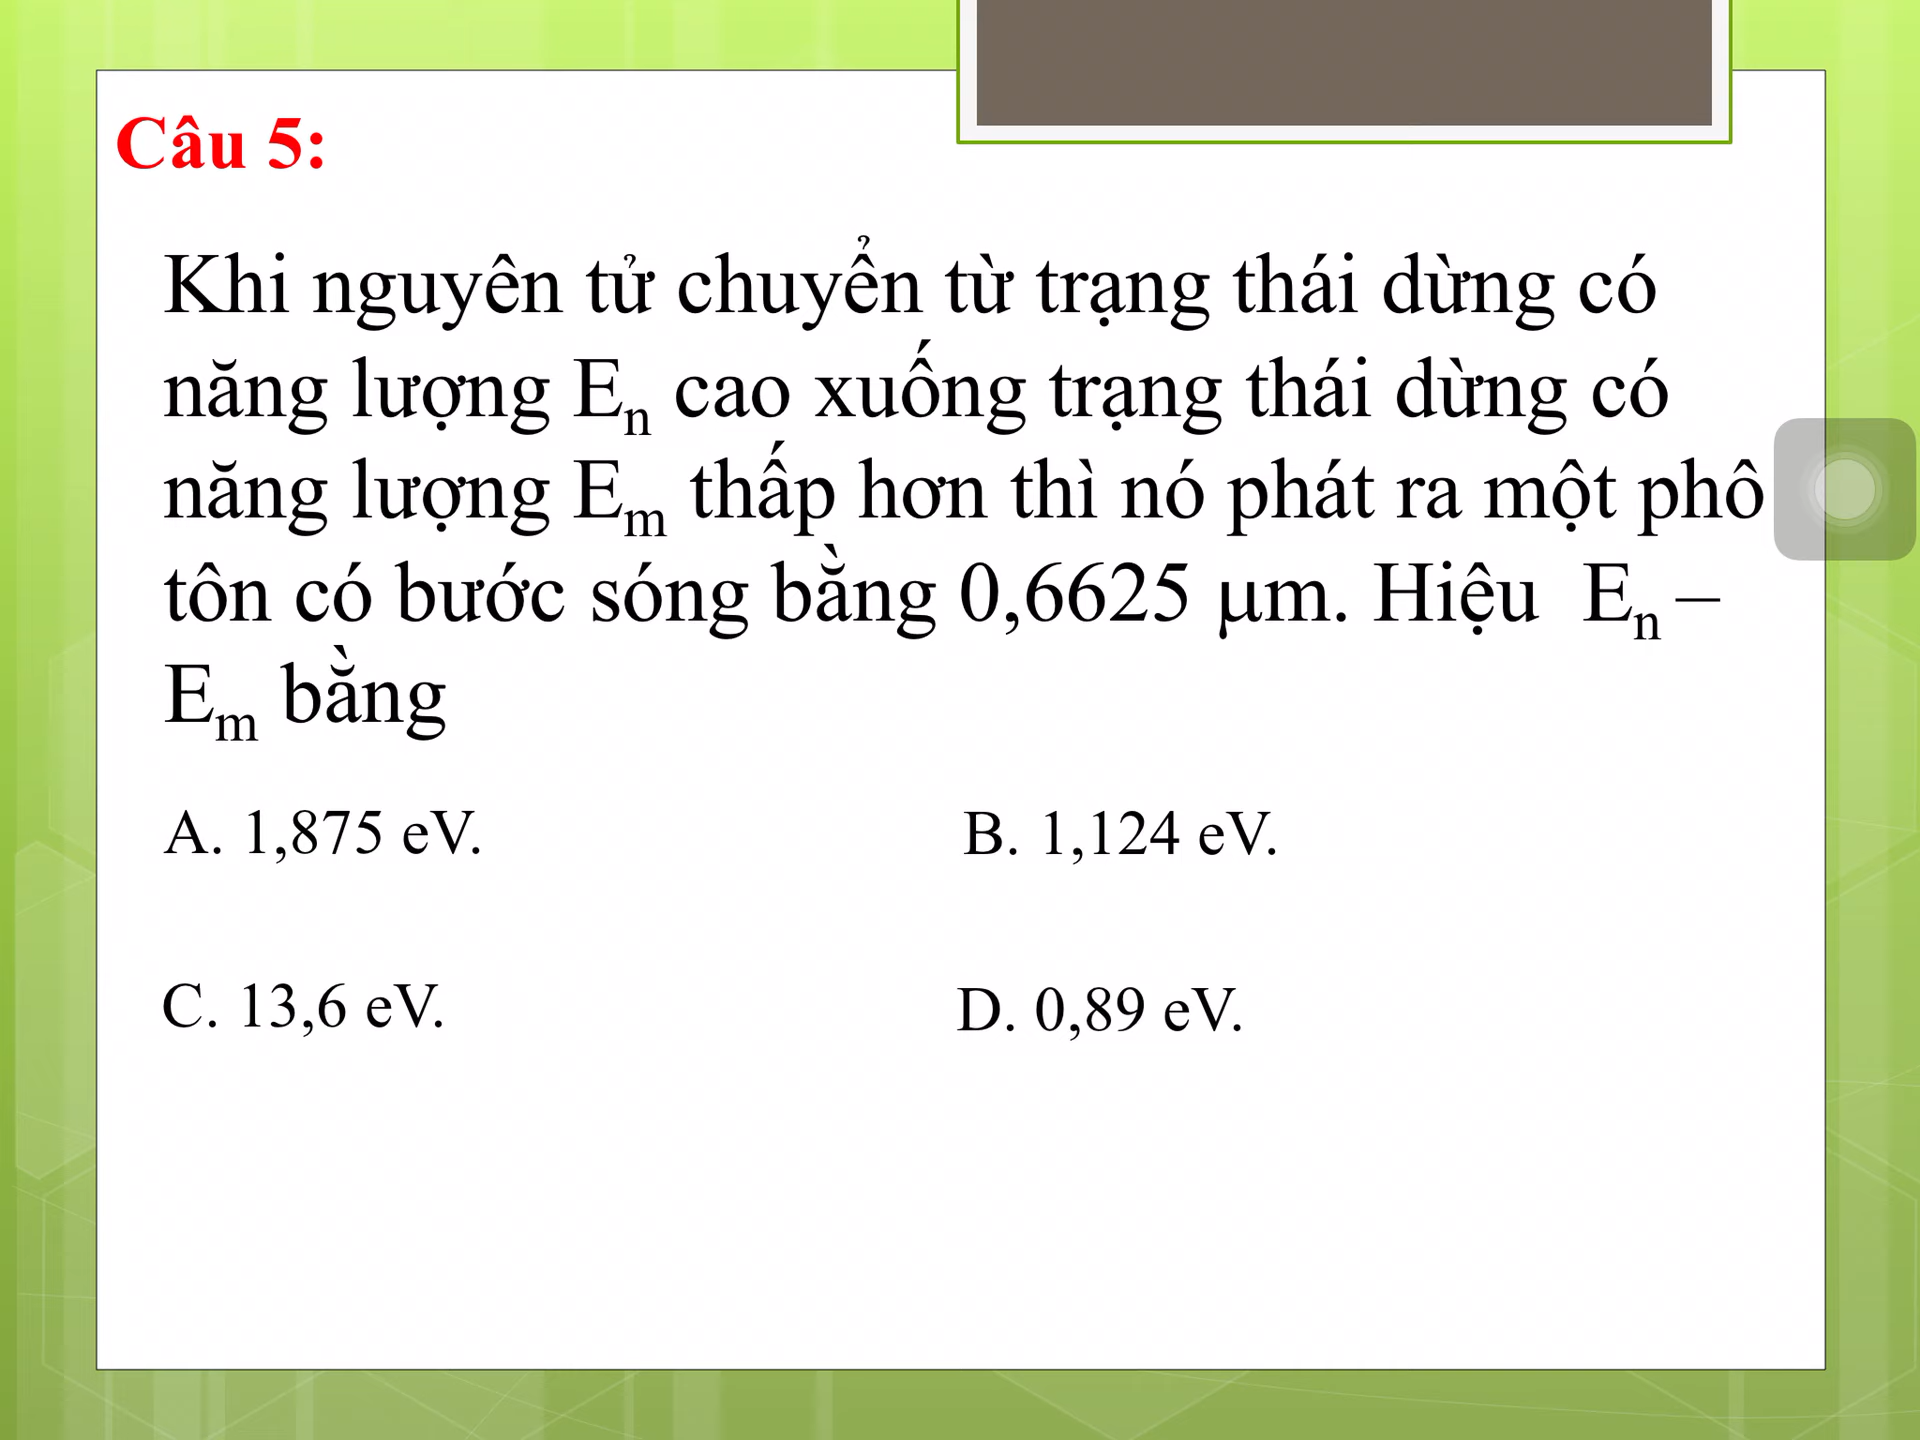 Câu 5:
Khi nguyên tử chuyển từ trạng thái dừng có
năng lượng Eₙ cao xuống trạng thái dừng có
năng lượng Eₘ thấp hơn thì nó phát ra một phô
tôn có bước sóng bằng 0,6625 μm. Hiệu Eₙ –
Eₘ bằng
A. 1,875 eV. B. 1,124 eV.
C. 13,6 eV. D. 0,89 eV.